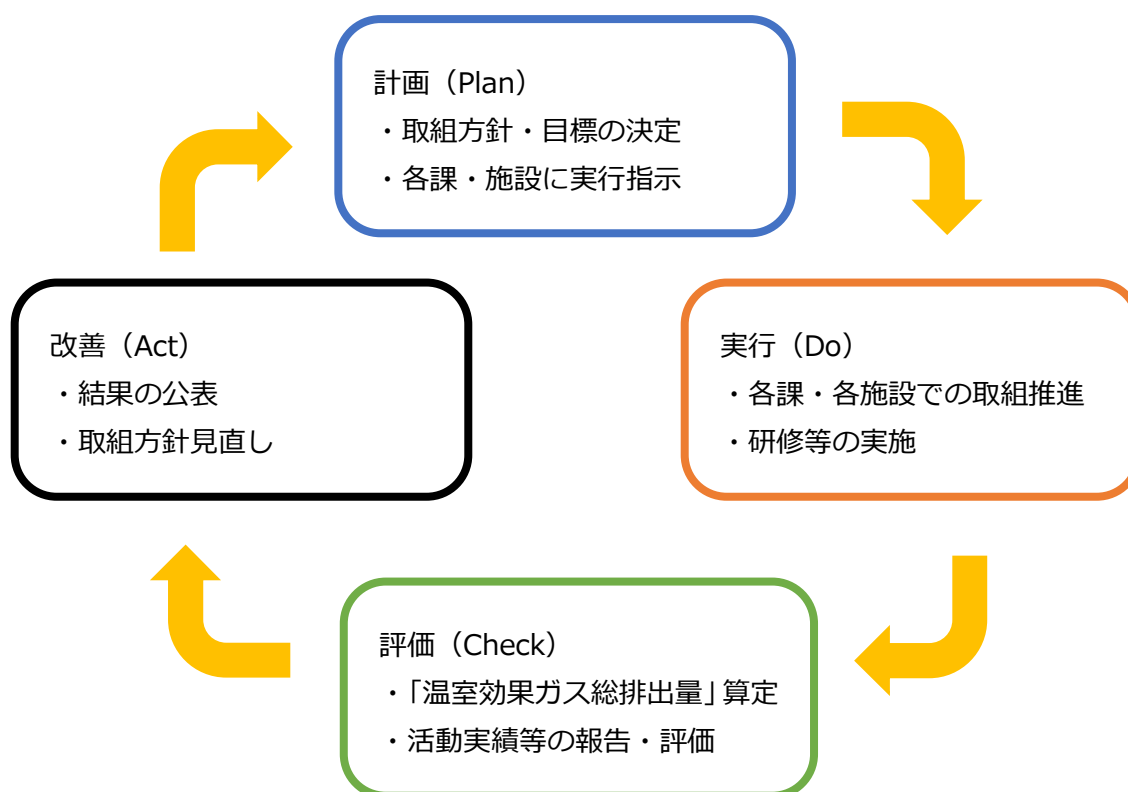 計画（Plan）
・取組方針・目標の決定
・各課・施設に実行指示
実行（Do）
・各課・各施設での取組推進
・研修等の実施
評価（Check）
・「温室効果ガス総排出量」算定
・活動実績等の報告・評価
改善（Act）
・結果の公表
・取組方針見直し